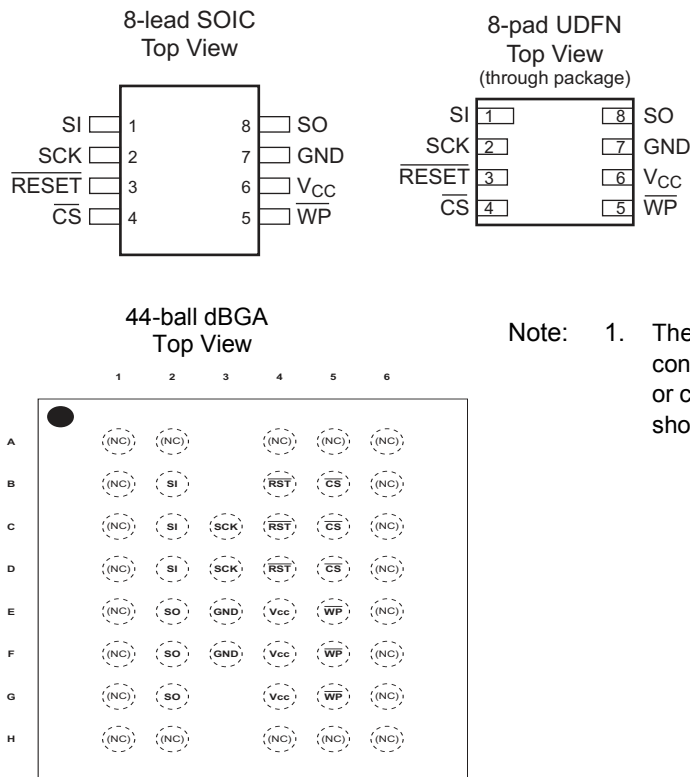 8-lead SOIC
Top View
SI 1 8 SO
SCK 2 7 GND
RESET 3 6 VCC
CS 4 5 WP
8-pad UDFN
Top View
(through package)
SI 1 8 SO
SCK 2 7 GND
RESET 3 6 VCC
CS 4 5 WP
44-ball dBGA
Top View
1 2 3 4 5 6
A (NC) (NC) (NC) (NC) (NC)
B (NC) SI RST CS (NC)
C (NC) SI SCK RST CS (NC)
D (NC) SI SCK RST CS (NC)
E (NC) SO GND Vcc WP (NC)
F (NC) SO GND Vcc WP (NC)
G (NC) SO Vcc WP (NC)
H (NC) (NC) (NC) (NC) (NC)
Note: 1. The
or